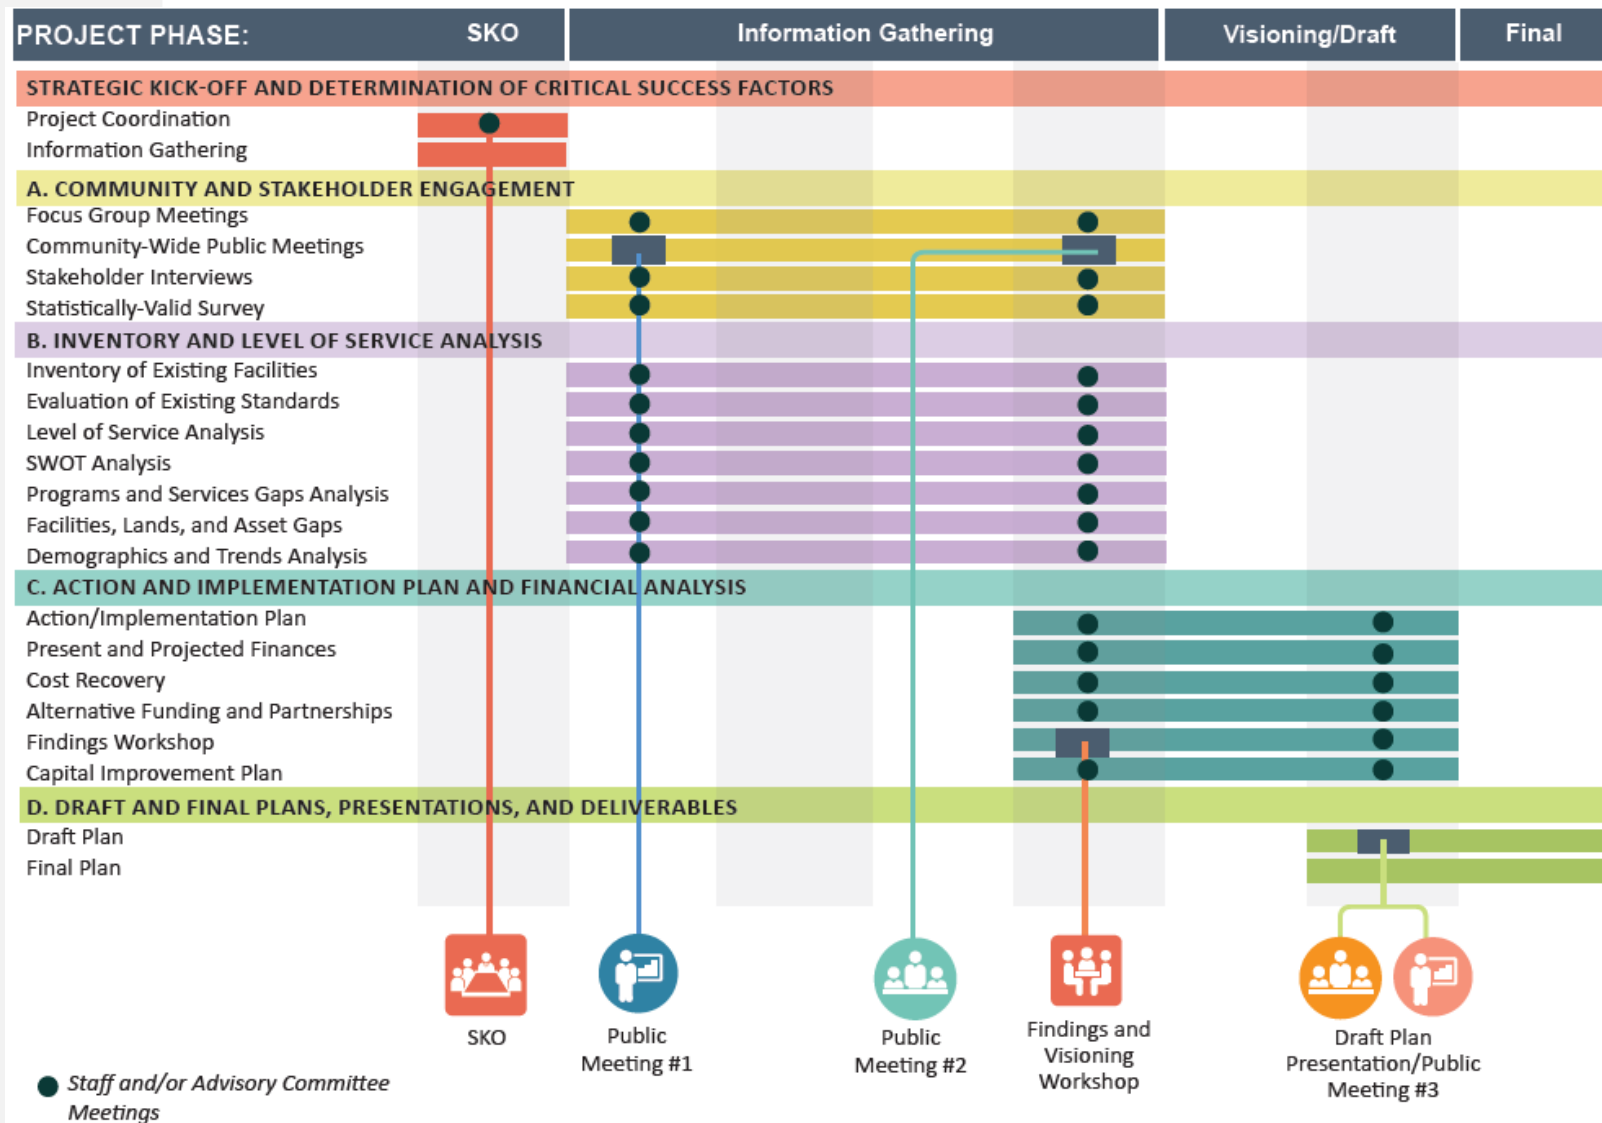 PROJECT PHASE: SKO Information Gathering Visioning/Draft Final
STRATEGIC KICK-OFF AND DETERMINATION OF CRITICAL SUCCESS FACTORS
Project Coordination
Information Gathering
A. COMMUNITY AND STAKEHOLDER ENGAGEMENT
Focus Group Meetings
Community-Wide Public Meetings
Stakeholder Interviews
Statistically-Valid Survey
B. INVENTORY AND LEVEL OF SERVICE ANALYSIS
Inventory of Existing Facilities
Evaluation of Existing Standards
Level of Service Analysis
SWOT Analysis
Programs and Services Gaps Analysis
Facilities, Lands, and Asset Gaps
Demographics and Trends Analysis
C. ACTION AND IMPLEMENTATION PLAN AND FINANCIAL ANALYSIS
Action/Implementation Plan
Present and Projected Finances
Cost Recovery
Alternative Funding and Partnerships
Findings Workshop
Capital Improvement Plan
D. DRAFT AND FINAL PLANS, PRESENTATIONS, AND DELIVERABLES
Draft Plan
Final Plan
SKO
Public
Meeting #1
Public
Meeting #2
Findings and
Visioning
Workshop
Draft Plan
Presentation/Public
Meeting #3
Staff and/or Advisory Committee
Meetings